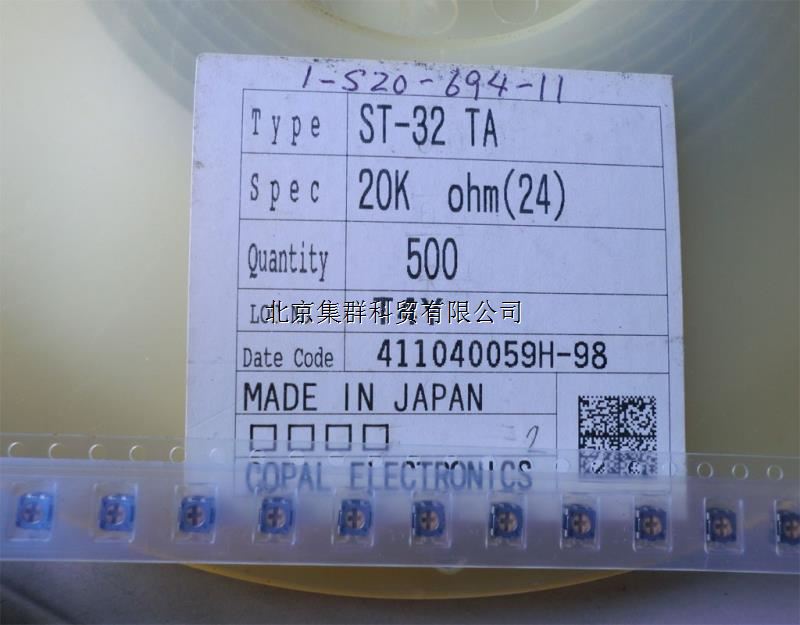 1-520-694-11
Type ST-32 TA
Spec 20K ohm(24)
Quantity 500
北京集群科贸有限公司
Date Code 411040059H-98
MADE IN JAPAN
COPAL ELECTRONICS